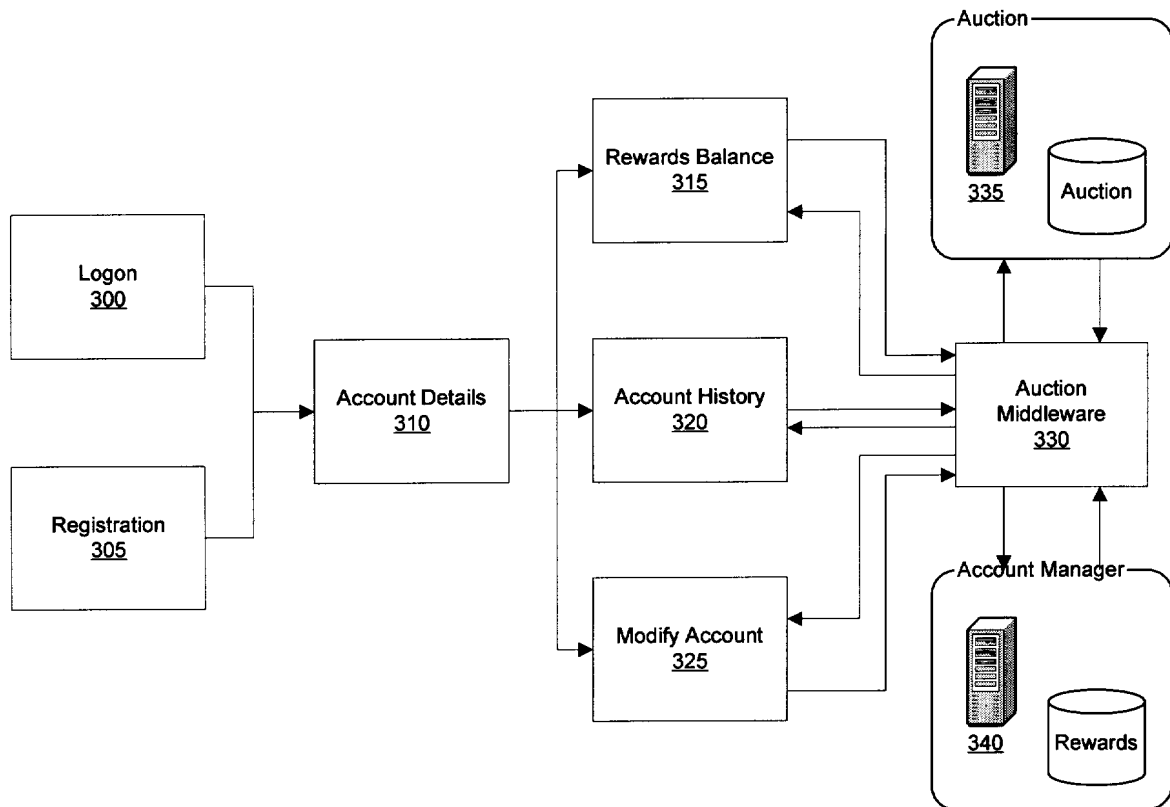 Auction
335
Auction
Rewards Balance
315
Logon
300
Account Details
310
Account History
320
Auction
Middleware
330
Registration
305
Modify Account
325
Account Manager
340
Rewards